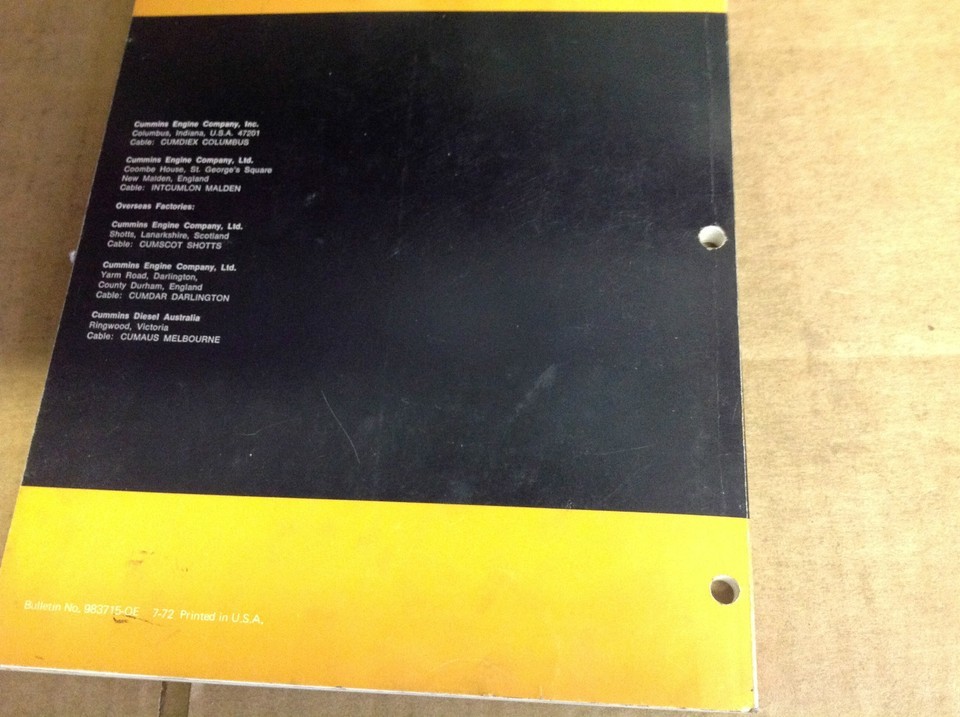 Cummins Engine Company, Inc.
Columbus, Indiana, U.S.A. 47201
Cable: CUMDIEX COLUMBUS
Cummins Engine Company, Ltd.
Coombe House, St. George's Square
New Malden, England
Cable: INTCUMLON MALDEN
Overseas Factories:
Cummins Engine Company, Ltd.
Shotts, Lanarkshire, Scotland
Cable: CUMSCOT SHOTTS
Cummins Engine Company, Ltd.
Yarm Road, Darlington,
County Durham, England
Cable: CUMDAR DARLINGTON
Cummins Diesel Australia
Ringwood, Victoria
Cable: CUMAUS MELBOURNE
Bulletin No. 983715-OE 7-72 Printed in U.S.A.